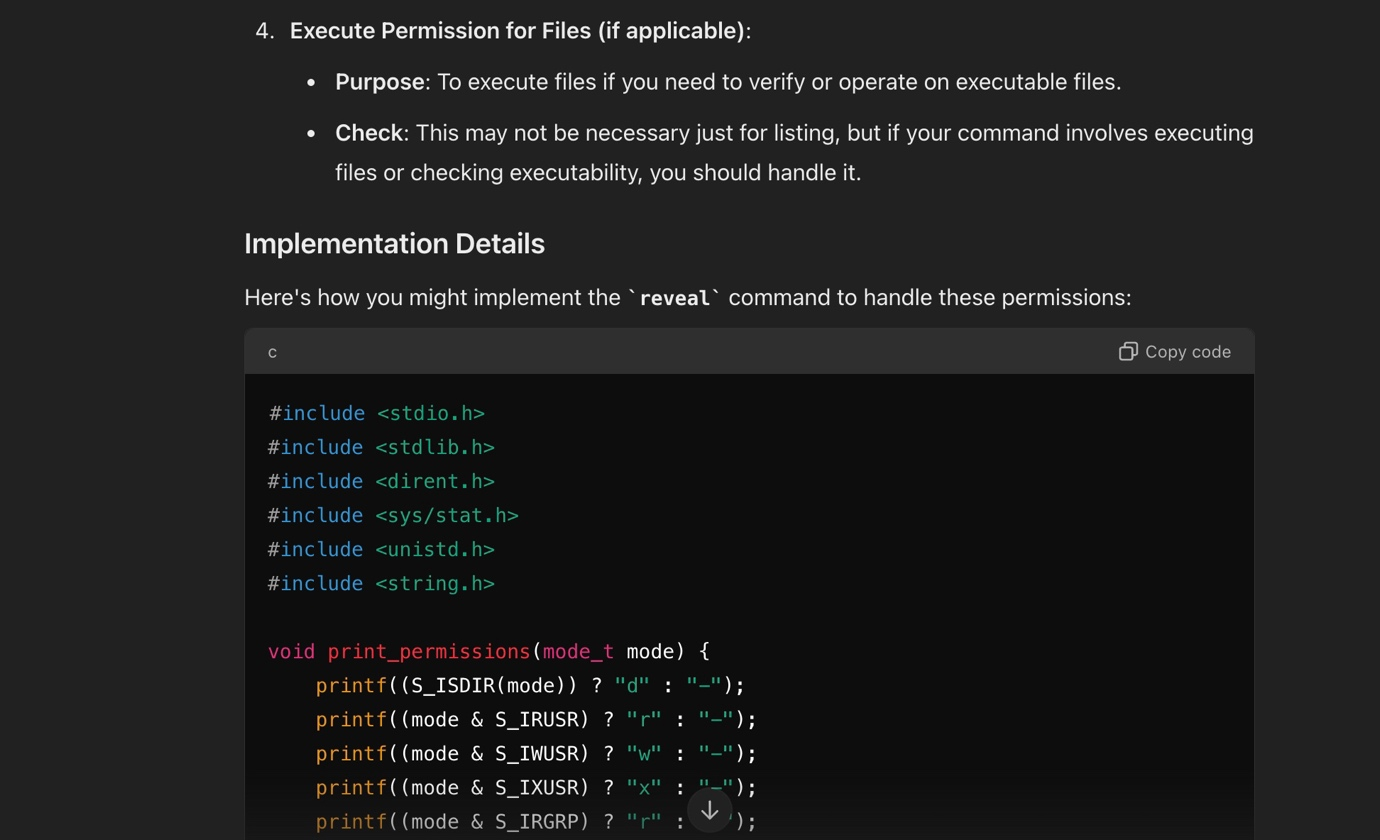 4. Execute Permission for Files (if applicable):
• Purpose: To execute files if you need to verify or operate on executable files.
• Check: This may not be necessary just for listing, but if your command involves executing
files or checking executability, you should handle it.
Implementation Details
Here's how you might implement the `reveal` command to handle these permissions:
c Copy code
#include <stdio.h>
#include <stdlib.h>
#include <dirent.h>
#include <sys/stat.h>
#include <unistd.h>
#include <string.h>
void print_permissions(mode_t mode) {
    printf((S_ISDIR(mode)) ? "d" : "-");
    printf((mode & S_IRUSR) ? "r" : "-");
    printf((mode & S_IWUSR) ? "w" : "-");
    printf((mode & S_IXUSR) ? "x" : "-");
    printf((mode & S_IRGRP) ? "r" : ");